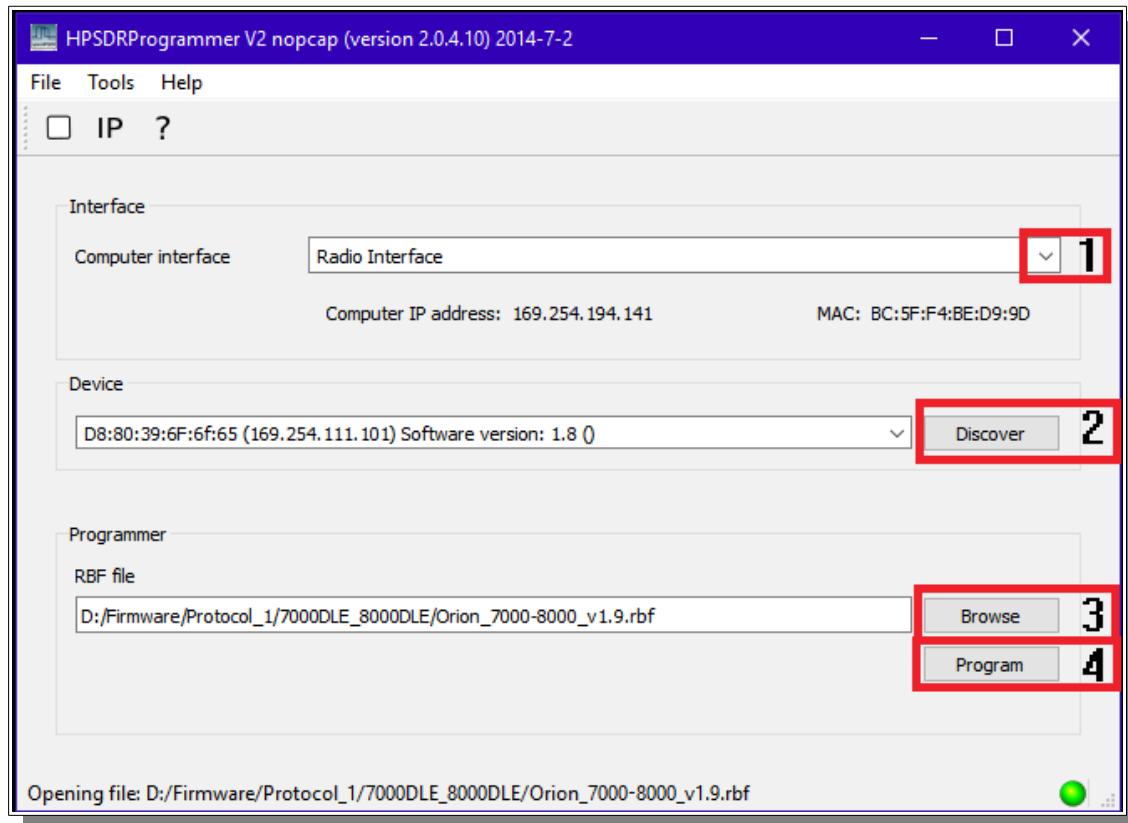 HPSDRProgrammer V2 nopcap (version 2.0.4.10) 2014-7-2
File Tools Help
IP ?
Interface
Computer interface Radio Interface 1
Computer IP address: 169.254.194.141 MAC: BC:5F:F4:BE:D9:9D
Device
D8:80:39:6F:6f:65 (169.254.111.101) Software version: 1.8 () Discover 2
Programmer
RBF file
D:/Firmware/Protocol_1/7000DLE_8000DLE/Orion_7000-8000_v1.9.rbf Browse 3
Program 4
Opening file: D:/Firmware/Protocol_1/7000DLE_8000DLE/Orion_7000-8000_v1.9.rbf